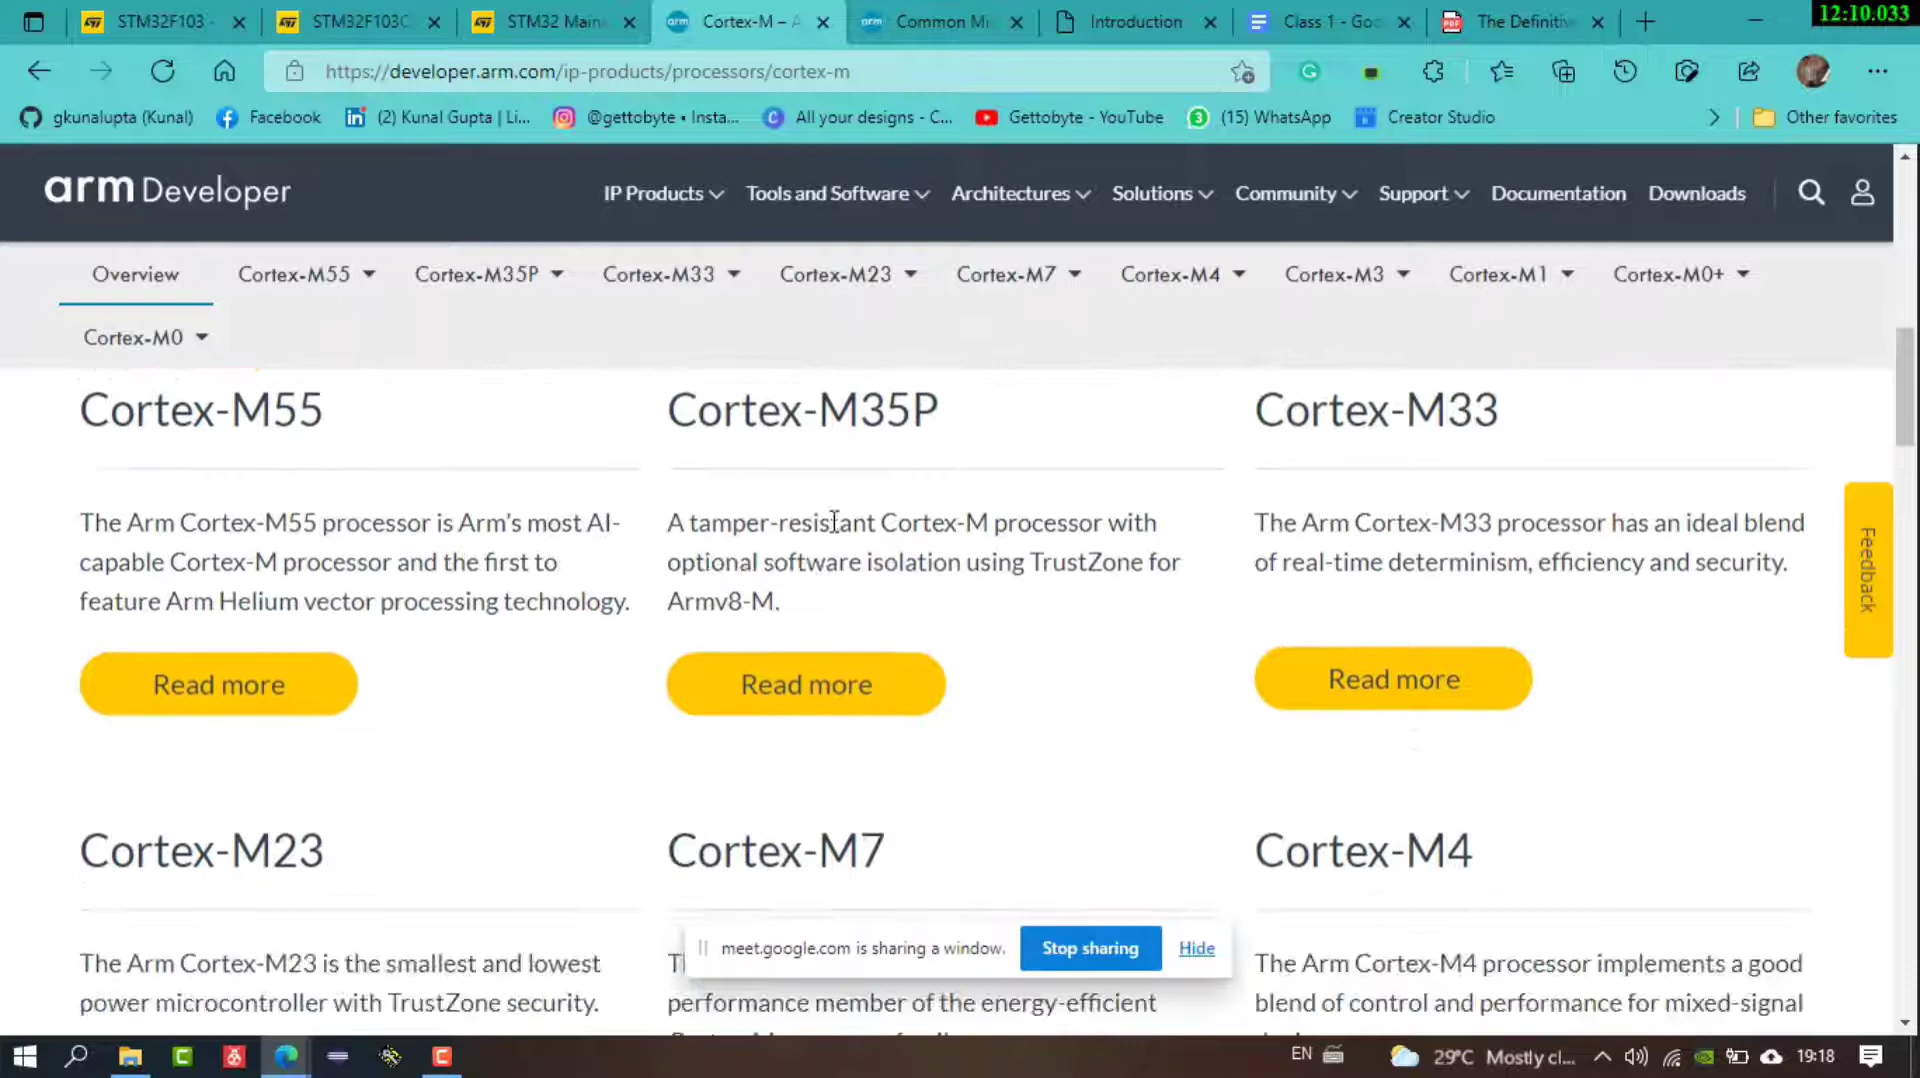 STM32F103 -
STM32F103C
STM32 Main
Cortex-M – A
Common Mi
Introduction
Class 1 - Goo
The Definitiv
12:10.033
https://developer.arm.com/ip-products/processors/cortex-m
gkunalupta (Kunal)
Facebook
(2) Kunal Gupta | Li...
@gettobyte • Insta...
All your designs - C...
Gettobyte - YouTube
(15) WhatsApp
Creator Studio
Other favorites
arm Developer
IP Products
Tools and Software
Architectures
Solutions
Community
Support
Documentation
Downloads
Overview
Cortex-M55
Cortex-M35P
Cortex-M33
Cortex-M23
Cortex-M7
Cortex-M4
Cortex-M3
Cortex-M1
Cortex-M0+
Cortex-M0
Cortex-M55
The Arm Cortex-M55 processor is Arm's most AI-
capable Cortex-M processor and the first to
feature Arm Helium vector processing technology.
Read more
Cortex-M35P
A tamper-resistant Cortex-M processor with
optional software isolation using TrustZone for
Armv8-M.
Read more
Cortex-M33
The Arm Cortex-M33 processor has an ideal blend
of real-time determinism, efficiency and security.
Read more
Feedback
Cortex-M23
The Arm Cortex-M23 is the smallest and lowest
power microcontroller with TrustZone security.
Cortex-M7
performance member of the energy-efficient
Cortex-M4
The Arm Cortex-M4 processor implements a good
blend of control and performance for mixed-signal
meet.google.com is sharing a window.
Stop sharing
Hide
EN
29°C Mostly cl...
19:18